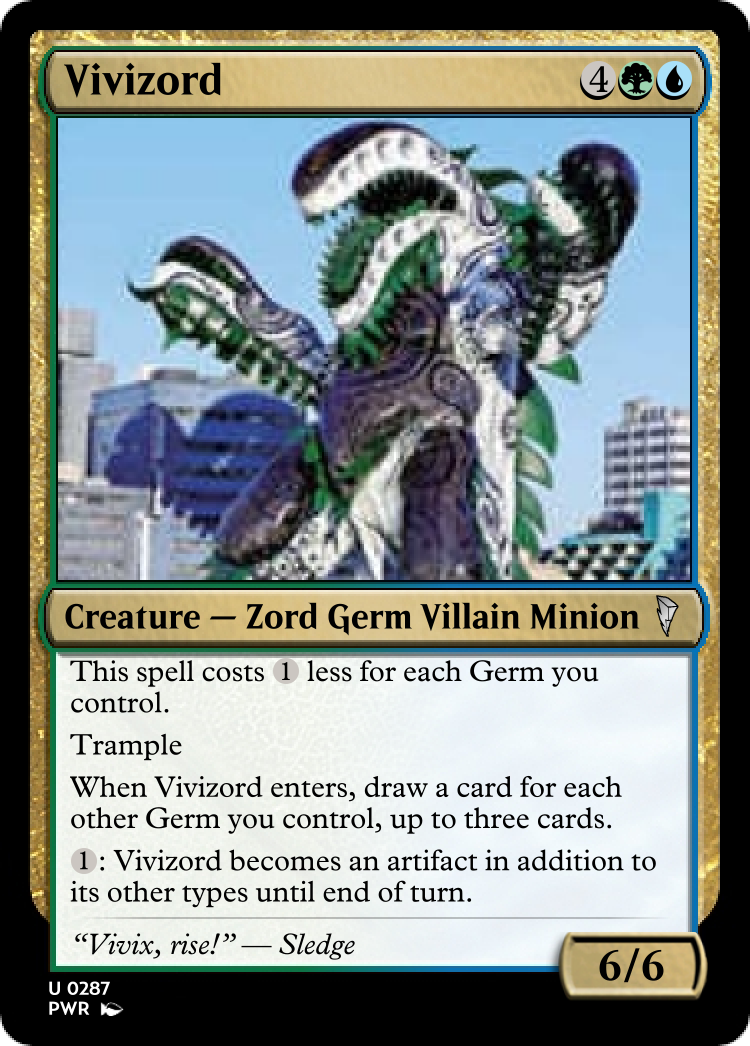 Vivizord 4
Creature — Zord Germ Villain Minion
This spell costs 1 less for each Germ you
control.
Trample
When Vivizord enters, draw a card for each
other Germ you control, up to three cards.
1: Vivizord becomes an artifact in addition to
its other types until end of turn.
“Vivix, rise!” — Sledge
6/6
U 0287
PWR